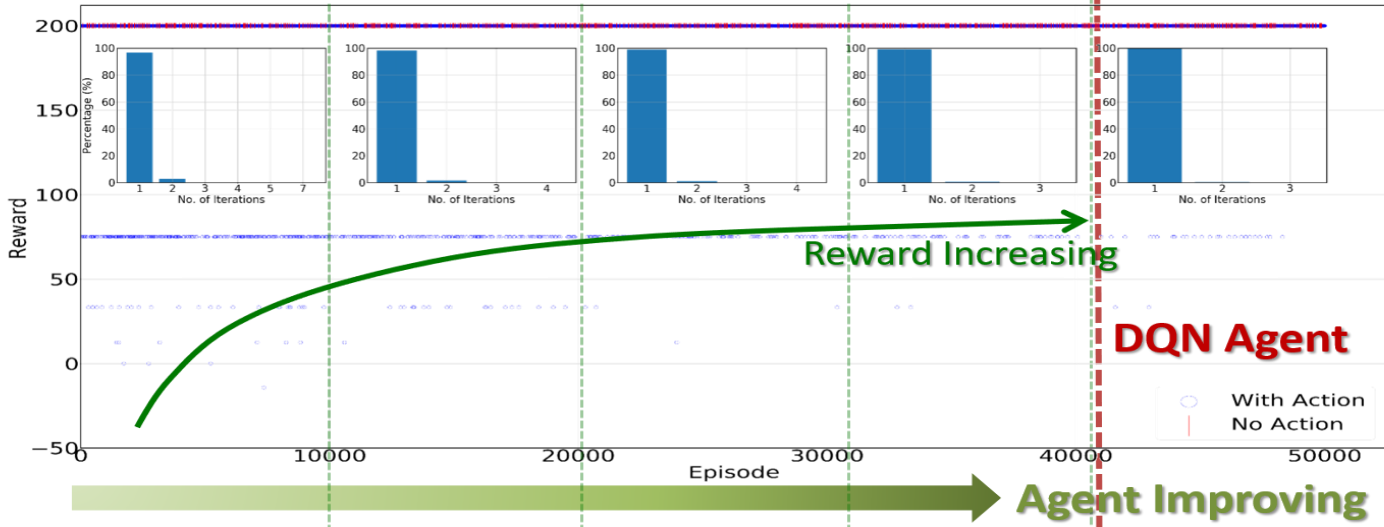 200
150
100
50
0
−50
Reward
100
80
60
40
20
0
Percentage (%)
1 2 3 4 5 7
No. of Iterations
100
80
60
40
20
0
1 2 3 4
No. of Iterations
100
80
60
40
20
0
1 2 3 4
No. of Iterations
100
80
60
40
20
0
1 2 3
No. of Iterations
100
80
60
40
20
0
1 2 3
No. of Iterations
Reward Increasing
DQN Agent
With Action
No Action
0 10000 20000 30000 40000 50000
Episode
Agent Improving